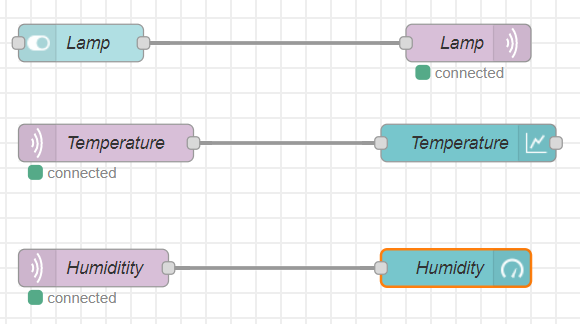 Lamp
Lamp
connected
Temperature
Temperature
connected
Humiditity
Humidity
connected